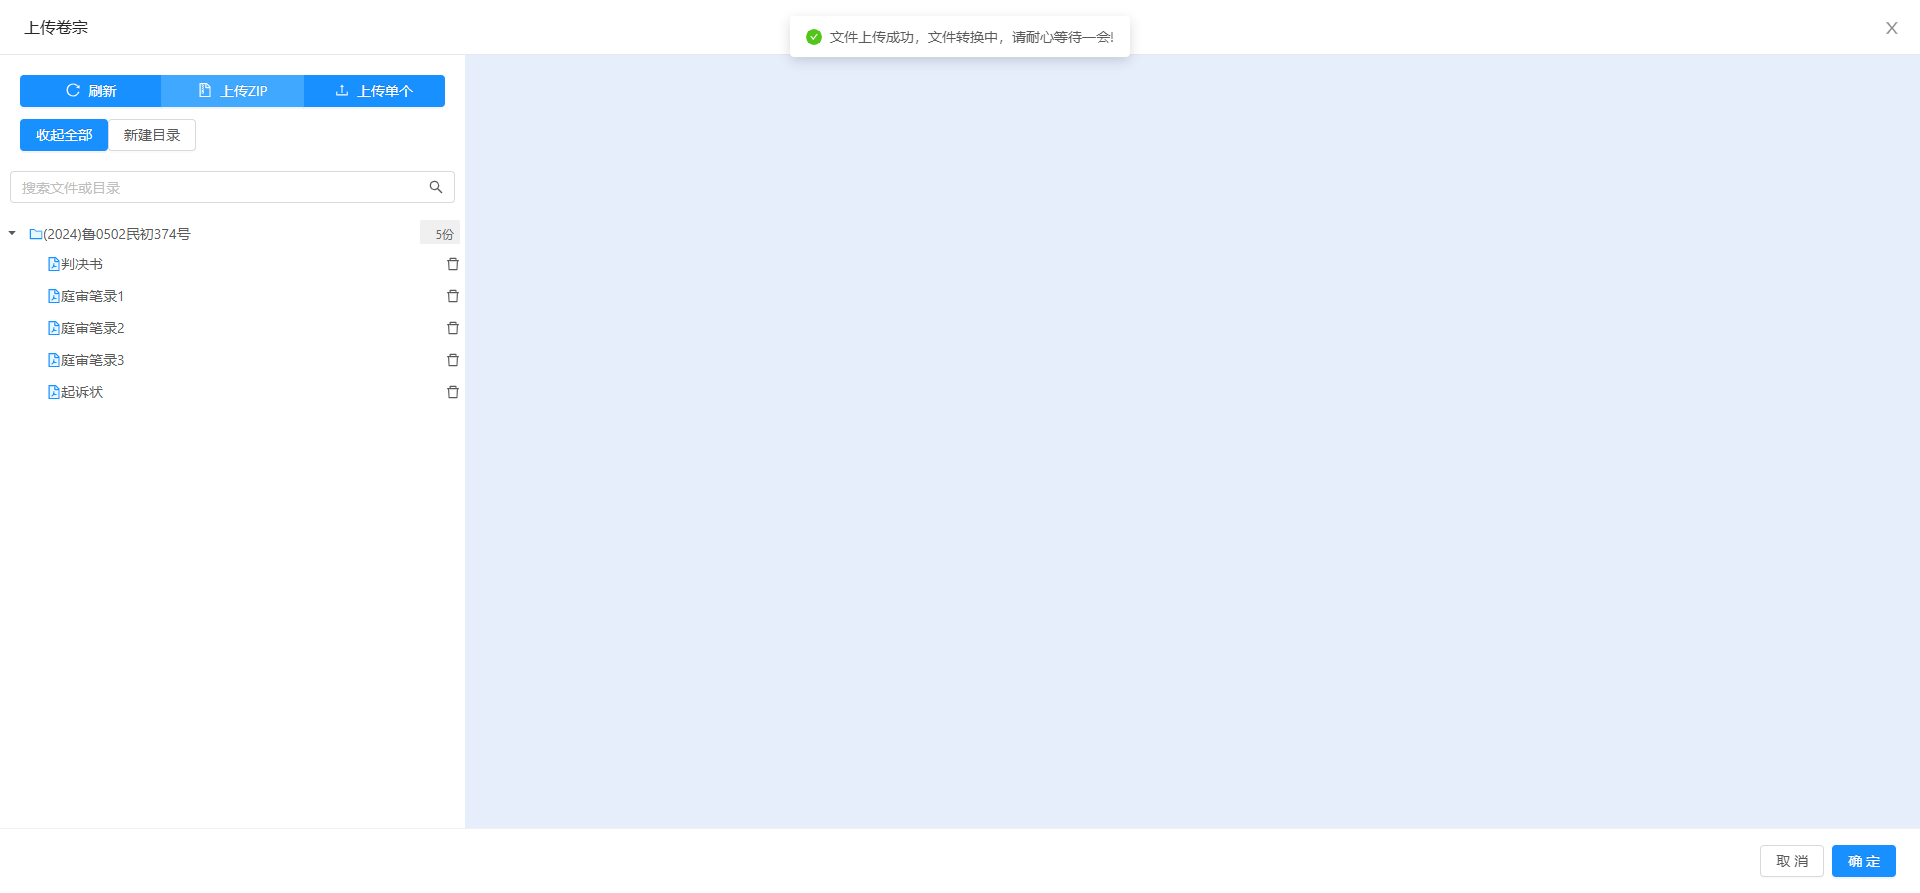 上传卷宗
文件上传成功，文件转换中，请耐心等待一会!
刷新 上传ZIP 上传单个
收起全部 新建目录
搜索文件或目录
(2024)鲁0502民初374号 5份
判决书
庭审笔录1
庭审笔录2
庭审笔录3
起诉状
取 消 确 定